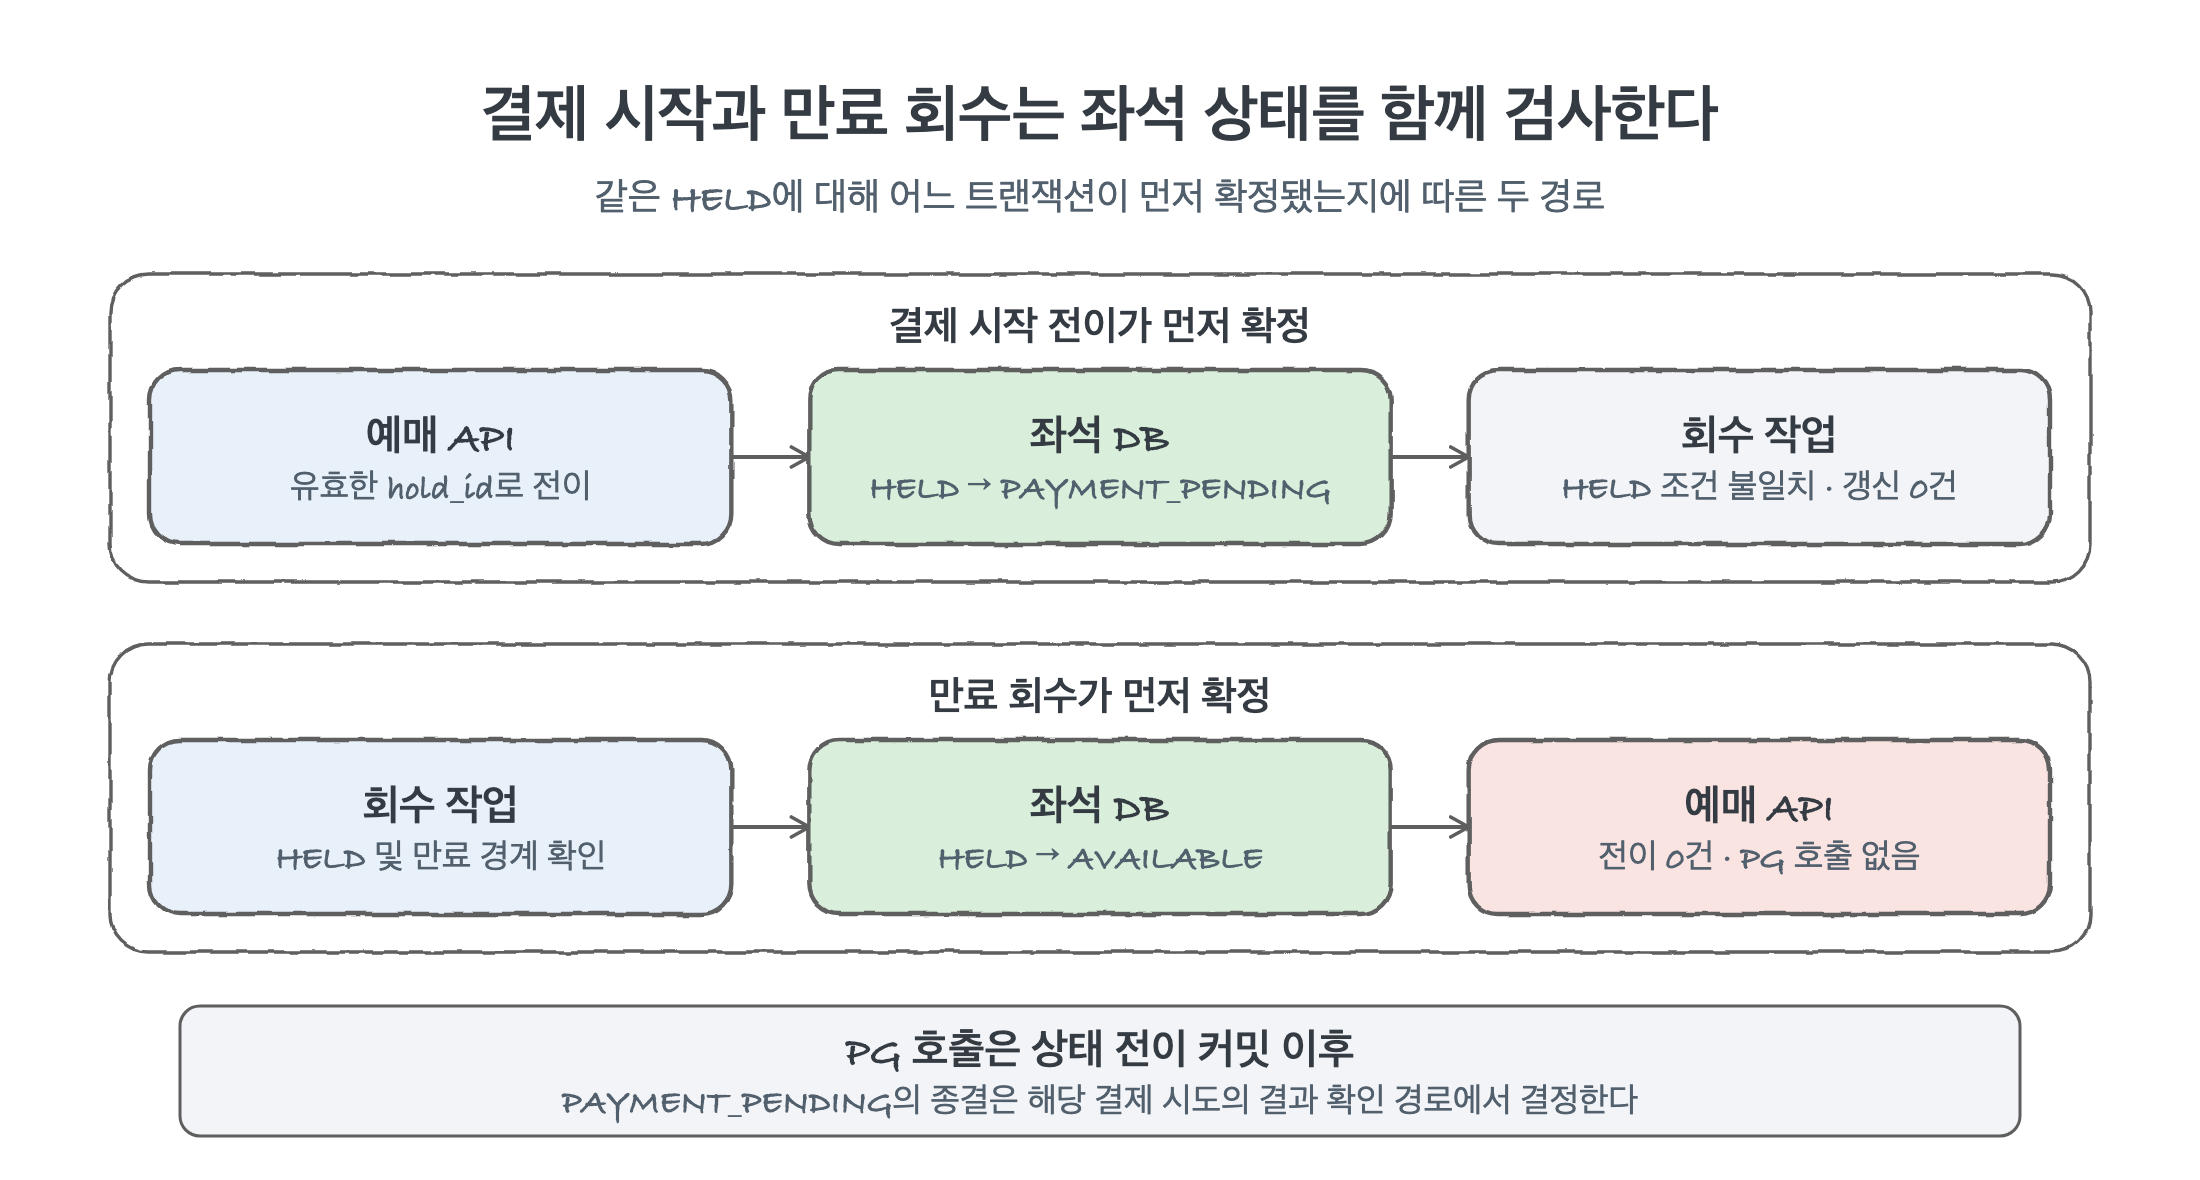 결제 시작과 만료 회수는 좌석 상태를 함께 검사한다
같은 HELD에 대해 어느 트랜잭션이 먼저 확정됐는지에 따른 두 경로
결제 시작 전이가 먼저 확정
예매 API
유효한 hold_id로 전이
좌석 DB
HELD → PAYMENT_PENDING
회수 작업
HELD 조건 불일치 · 갱신 0건
만료 회수가 먼저 확정
회수 작업
HELD 및 만료 경계 확인
좌석 DB
HELD → AVAILABLE
예매 API
전이 0건 · PG 호출 없음
PG 호출은 상태 전이 커밋 이후
PAYMENT_PENDING의 종결은 해당 결제 시도의 결과 확인 경로에서 결정한다